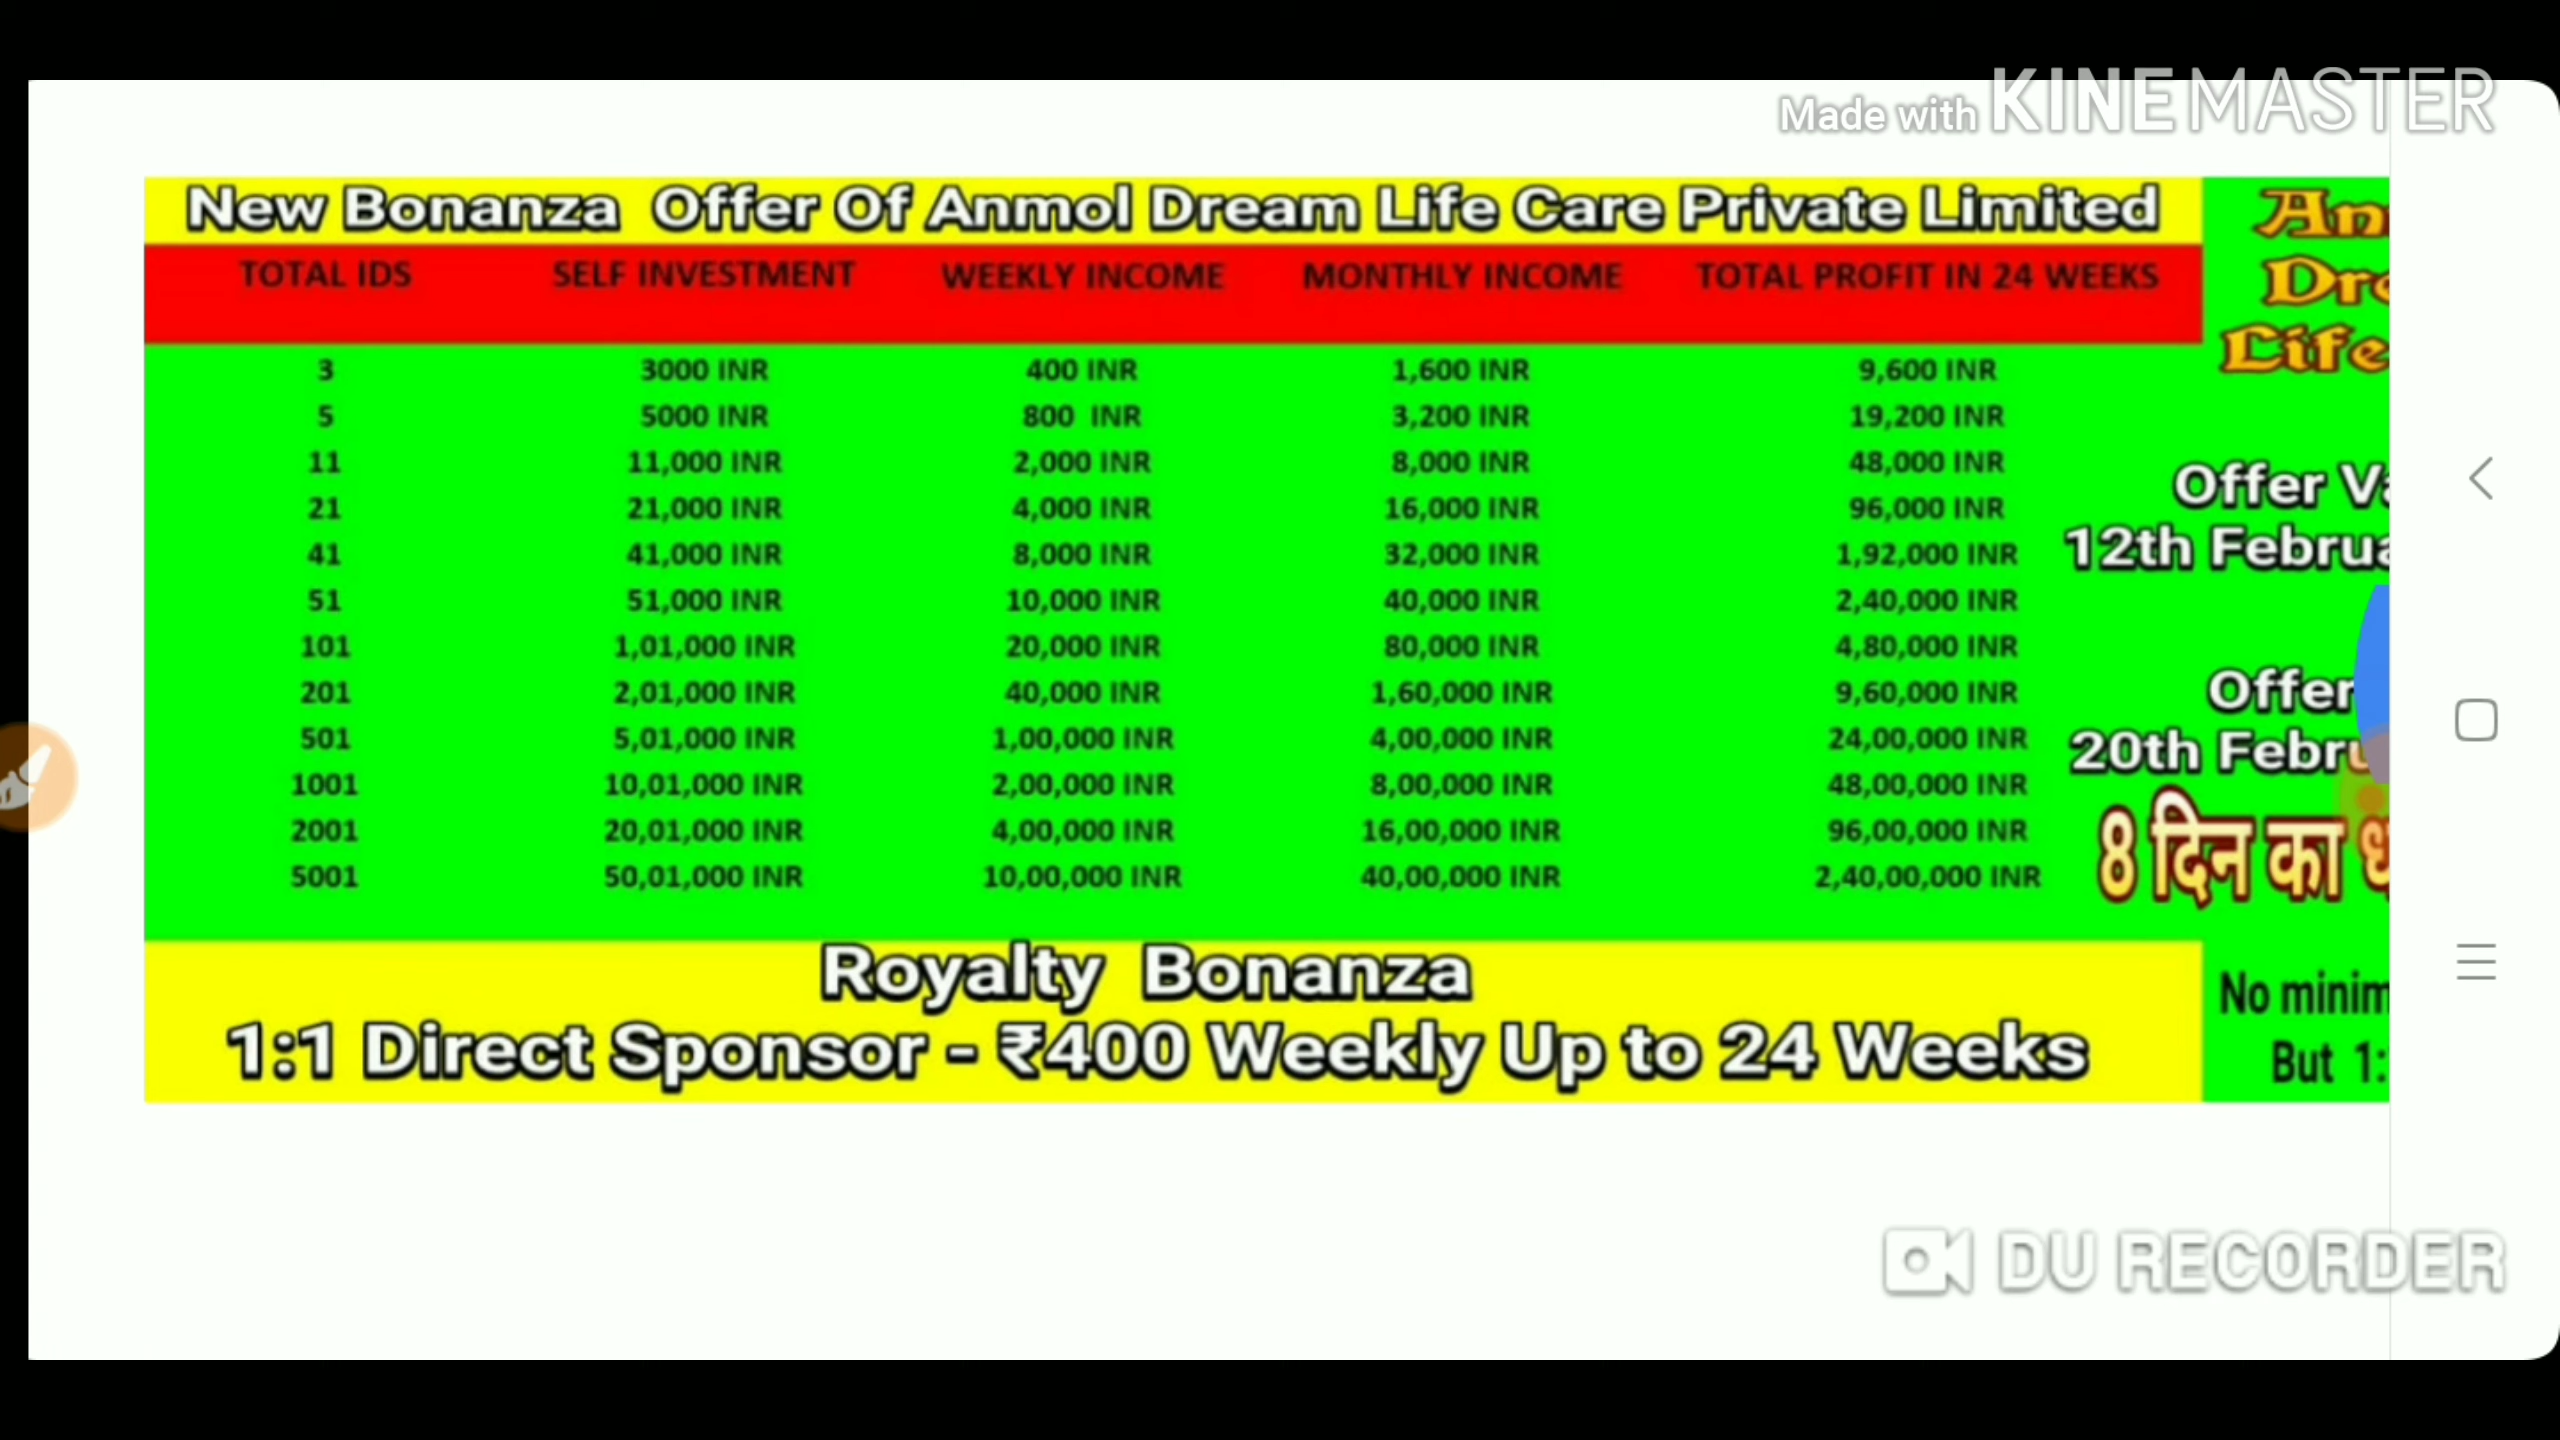 Made with KINEMASTER
New Bonanza Offer Of Anmol Dream Life Care Private Limited
TOTAL IDS SELF INVESTMENT WEEKLY INCOME MONTHLY INCOME TOTAL PROFIT IN 24 WEEKS
3 3000 INR 400 INR 1,600 INR 9,600 INR
5 5000 INR 800 INR 3,200 INR 19,200 INR
11 11,000 INR 2,000 INR 8,000 INR 48,000 INR
21 21,000 INR 4,000 INR 16,000 INR 96,000 INR
41 41,000 INR 8,000 INR 32,000 INR 1,92,000 INR
51 51,000 INR 10,000 INR 40,000 INR 2,40,000 INR
101 1,01,000 INR 20,000 INR 80,000 INR 4,80,000 INR
201 2,01,000 INR 40,000 INR 1,60,000 INR 9,60,000 INR
501 5,01,000 INR 1,00,000 INR 4,00,000 INR 24,00,000 INR
1001 10,01,000 INR 2,00,000 INR 8,00,000 INR 48,00,000 INR
2001 20,01,000 INR 4,00,000 INR 16,00,000 INR 96,00,000 INR
5001 50,01,000 INR 10,00,000 INR 40,00,000 INR 2,40,00,000 INR
Royalty Bonanza
1:1 Direct Sponsor - ₹400 Weekly Up to 24 Weeks
Life
Offer
12th
Offer
20th
8 दिन का
No
But 1:
DU RECORDER